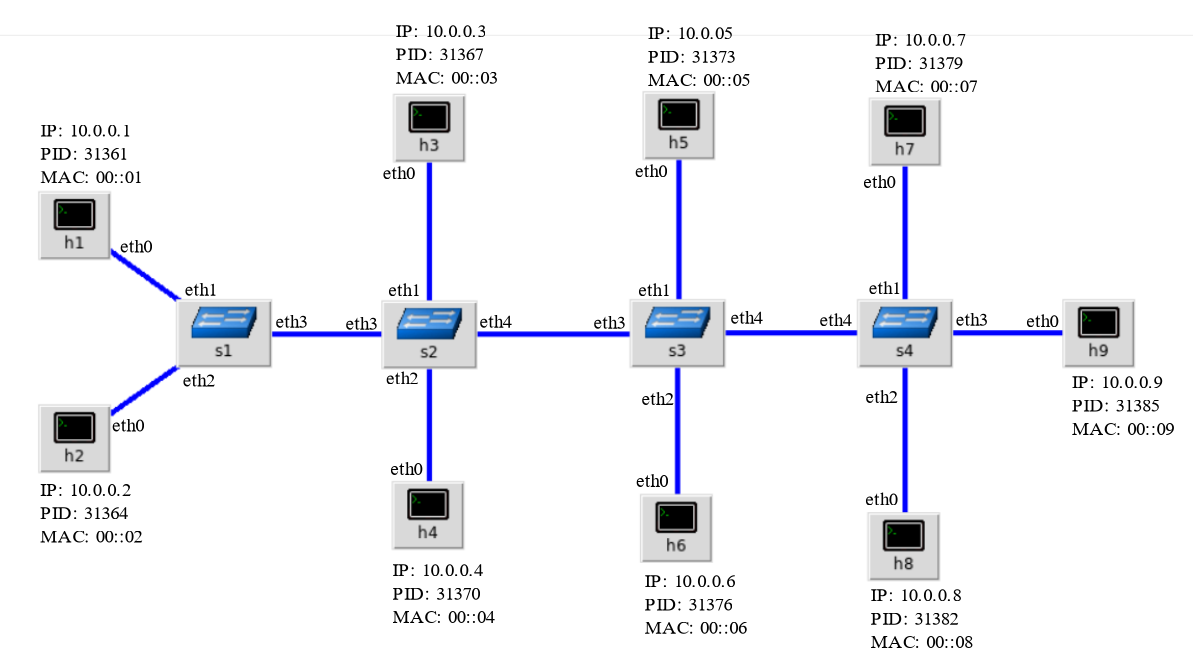 IP: 10.0.0.3
PID: 31367
MAC: 00::03
IP: 10.0.05
PID: 31373
MAC: 00::05
IP: 10.0.0.7
PID: 31379
MAC: 00::07
h3
h5
h7
eth0
eth0
eth0
IP: 10.0.0.1
PID: 31361
MAC: 00::01
h1
eth0
eth1
eth1
eth1
eth1
s1
eth3
eth3
s2
eth4
eth3
s3
eth4
eth4
s4
eth3
eth0
h9
IP: 10.0.0.9
PID: 31385
MAC: 00::09
eth2
eth2
eth2
eth2
eth0
h2
IP: 10.0.0.2
PID: 31364
MAC: 00::02
eth0
eth0
eth0
h4
h6
h8
IP: 10.0.0.4
PID: 31370
MAC: 00::04
IP: 10.0.0.6
PID: 31376
MAC: 00::06
IP: 10.0.0.8
PID: 31382
MAC: 00::08